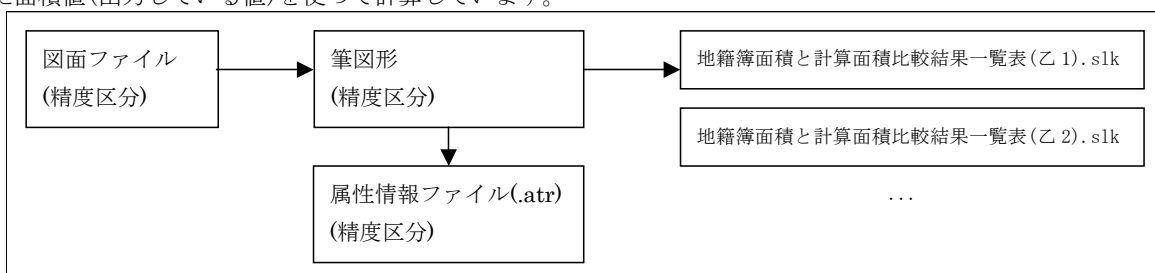 に面積値(出力している値)を使って計算しています。
図面ファイル
(精度区分)
筆図形
(精度区分)
地籍簿面積と計算面積比較結果一覧表(乙 1).slk
地籍簿面積と計算面積比較結果一覧表(乙 2).slk
属性情報ファイル(.atr)
(精度区分)
...